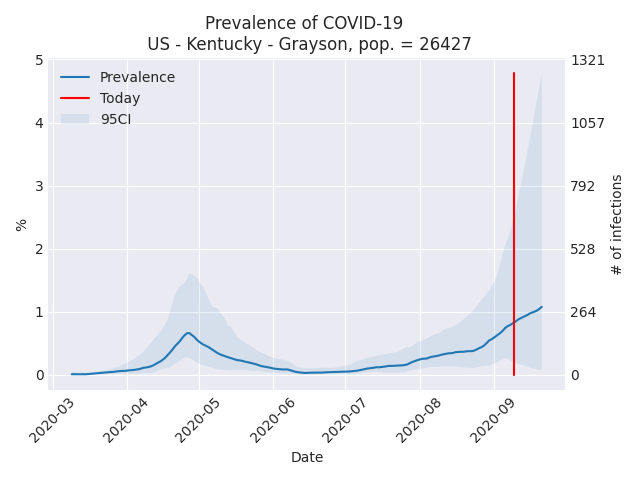 Prevalence of COVID-19
US - Kentucky - Grayson, pop. = 26427
Prevalence
Today
95CI
5
4
3
2
1
0
%
1321
1057
792
528
264
0
# of infections
2020-03
2020-04
2020-05
2020-06
2020-07
2020-08
2020-09
Date